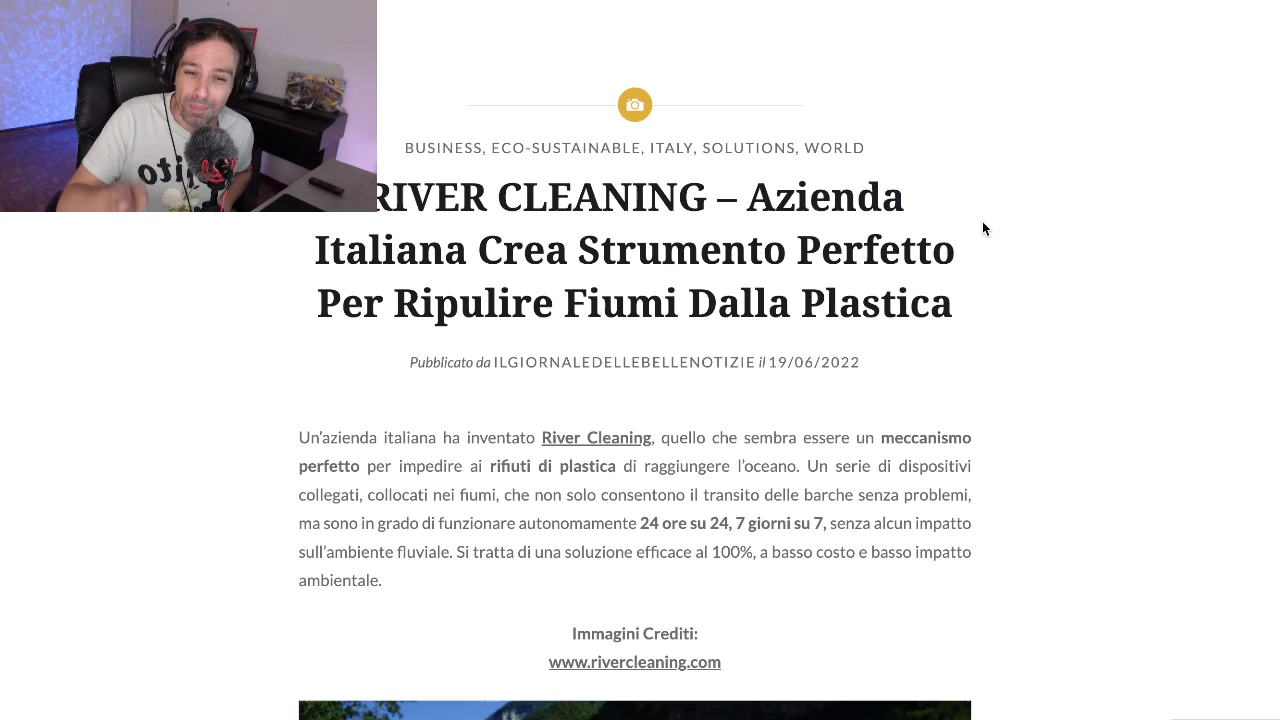 BUSINESS, ECO-SUSTAINABLE, ITALY, SOLUTIONS, WORLD
RIVER CLEANING – Azienda
Italiana Crea Strumento Perfetto
Per Ripulire Fiumi Dalla Plastica
Pubblicato da ILGIORNALEDELLEBELLENOTIZIE il 19/06/2022
Un'azienda italiana ha inventato River Cleaning, quello che sembra essere un meccanismo
perfetto per impedire ai rifiuti di plastica di raggiungere l'oceano. Un serie di dispositivi
collegati, collocati nei fiumi, che non solo consentono il transito delle barche senza problemi,
ma sono in grado di funzionare autonomamente 24 ore su 24, 7 giorni su 7, senza alcun impatto
sull'ambiente fluviale. Si tratta di una soluzione efficace al 100%, a basso costo e basso impatto
ambientale.
Immagini Crediti:
www.rivercleaning.com